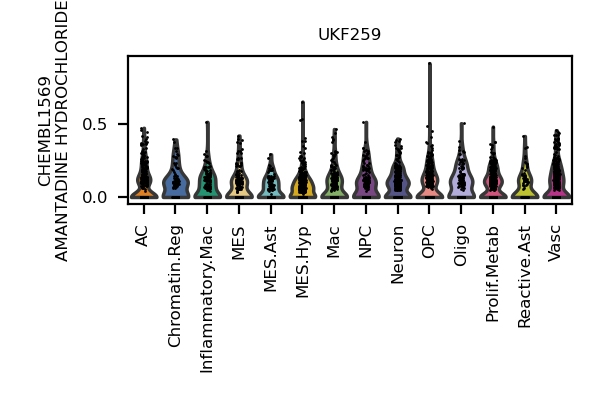 UKF259
CHEMBL1569
AMANTADINE HYDROCHLORIDE
0.5
0.0
AC
Chromatin.Reg
Inflammatory.Mac
MES
MES.Ast
MES.Hyp
Mac
NPC
Neuron
OPC
Oligo
Prolif.Metab
Reactive.Ast
Vasc